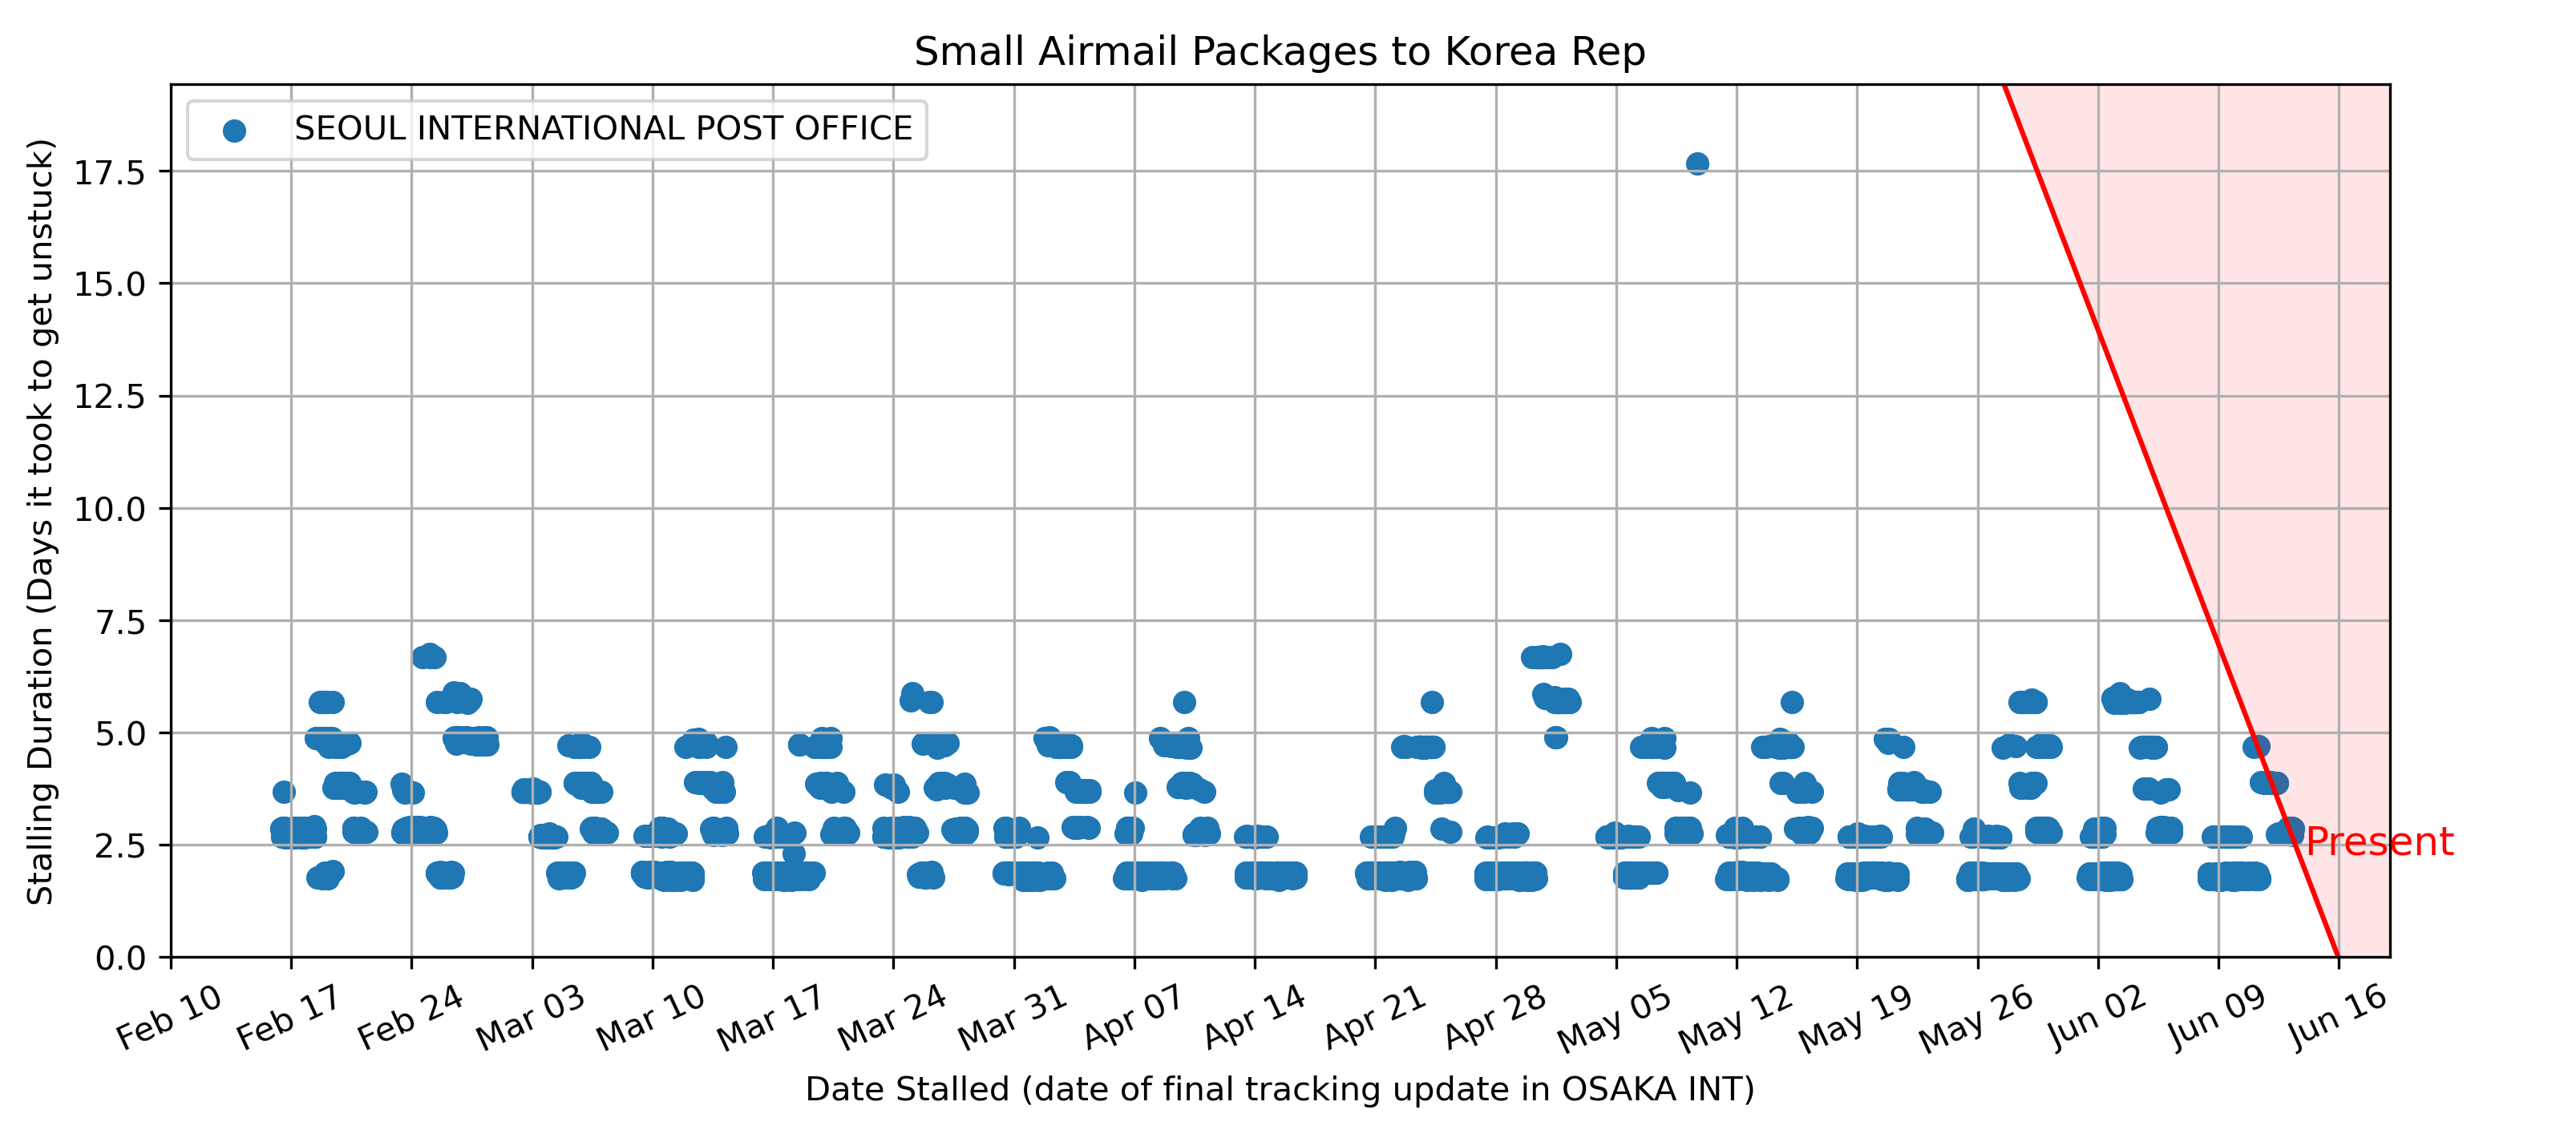 Small Airmail Packages to Korea Rep
SEOUL INTERNATIONAL POST OFFICE
Stalling Duration (Days it took to get unstuck)
17.5
15.0
12.5
10.0
7.5
5.0
2.5
0.0
Present
Feb 10
Feb 17
Feb 24
Mar 03
Mar 10
Mar 17
Mar 24
Mar 31
Apr 07
Apr 14
Apr 21
Apr 28
May 05
May 12
May 19
May 26
Jun 02
Jun 09
Jun 16
Date Stalled (date of final tracking update in OSAKA INT)